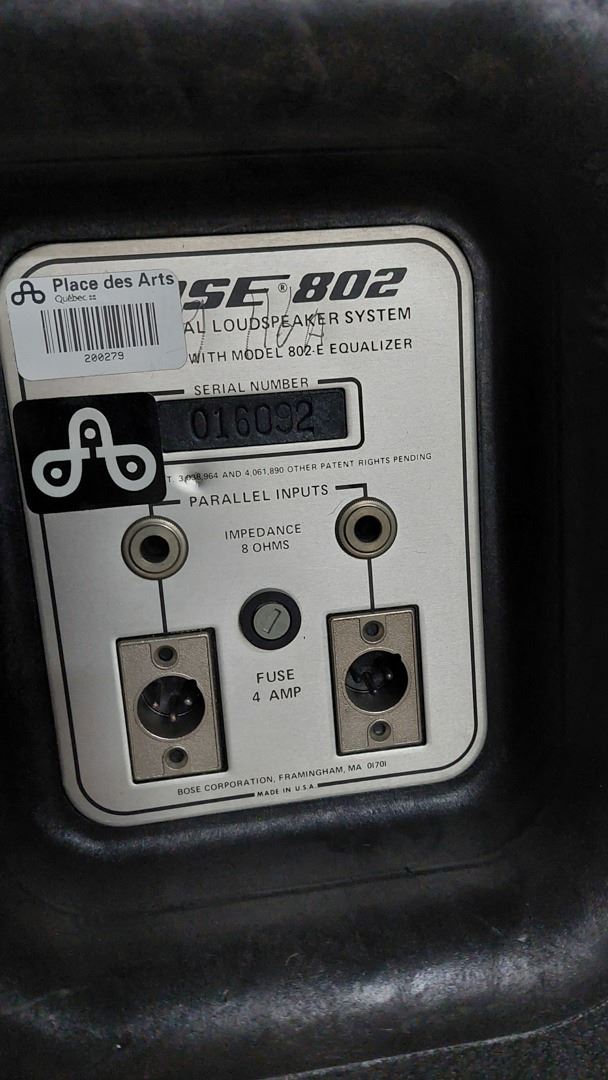 Place des Arts
Québec
200279
OSE® 802
AL LOUDSPEAKER SYSTEM
WITH MODEL 802-E EQUALIZER
SERIAL NUMBER
016092
T. 3,038,964 AND 4,061,890 OTHER PATENT RIGHTS PENDING
PARALLEL INPUTS
IMPEDANCE
8 OHMS
FUSE
4 AMP
BOSE CORPORATION, FRAMINGHAM, MA 01701
MADE IN U.S.A.